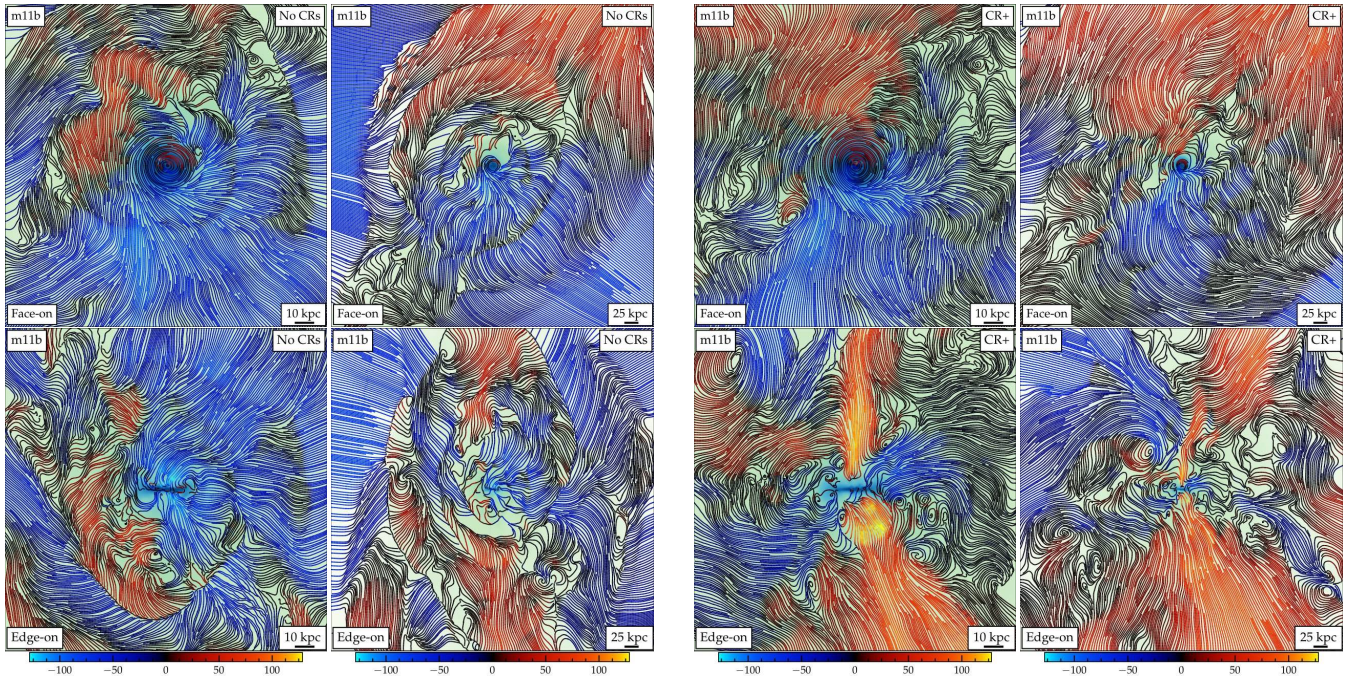 m11b No CRs m11b No CRs m11b CR+ m11b CR+
Face-on 10 kpc Face-on 25 kpc Face-on 10 kpc Face-on 25 kpc
m11b No CRs m11b No CRs m11b CR+ m11b CR+
Edge-on 10 kpc Edge-on 25 kpc Edge-on 10 kpc Edge-on 25 kpc
−100 −50 0 50 100 −100 −50 0 50 100 −100 −50 0 50 100 −100 −50 0 50 100